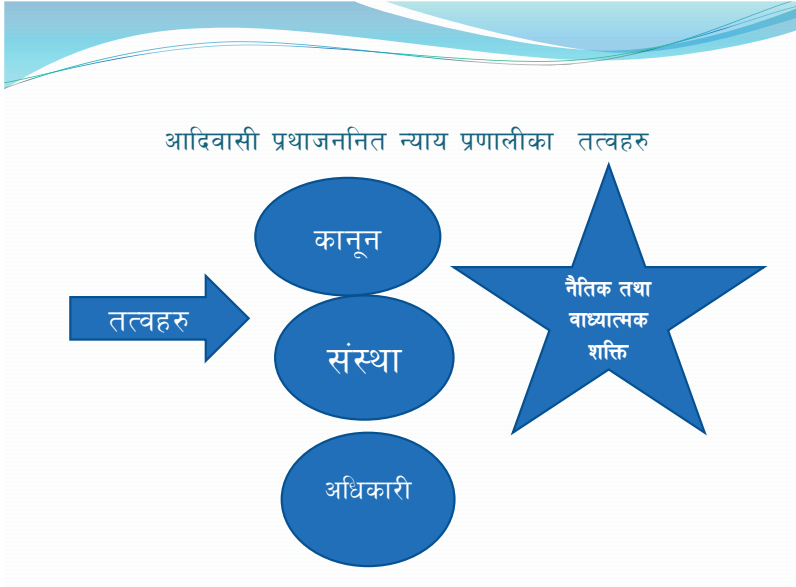 आदिवासी प्रथाजननित न्याय प्रणालीका तत्वहरु
कानून
तत्वहरु
संस्था
अधिकारी
नैतिक तथा
वाध्यात्मक
शक्ति